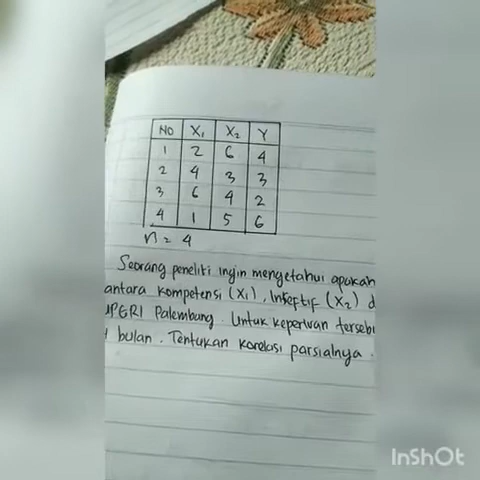 NO X₁ X₂ Y
1 2 6 4
2 4 3 3
3 6 4 2
4 1 5 6
n = 4
Seorang peneliti ingin mengetahui apakah
antara kompetensi (X₁), Insentif (X₂) d
UPGRI Palembang. Untuk keperluan terseb
bulan. Tentukan korelasi parsialnya.
InShOt